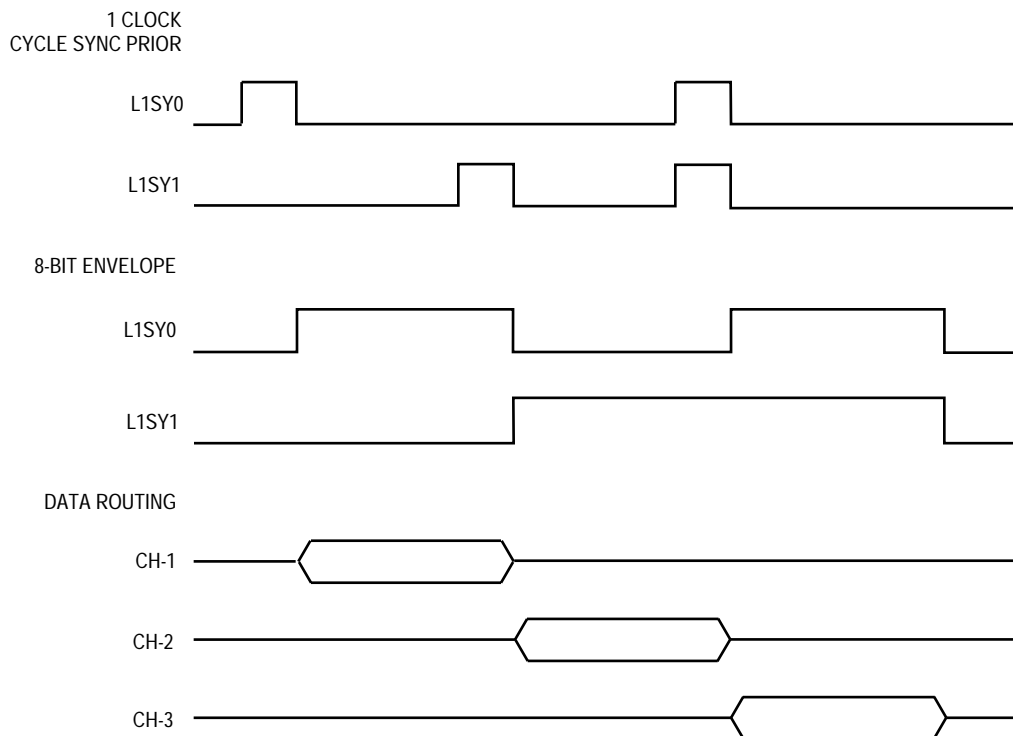 1 CLOCK
CYCLE SYNC PRIOR
L1SY0
L1SY1
8-BIT ENVELOPE
L1SY0
L1SY1
DATA ROUTING
CH-1
CH-2
CH-3